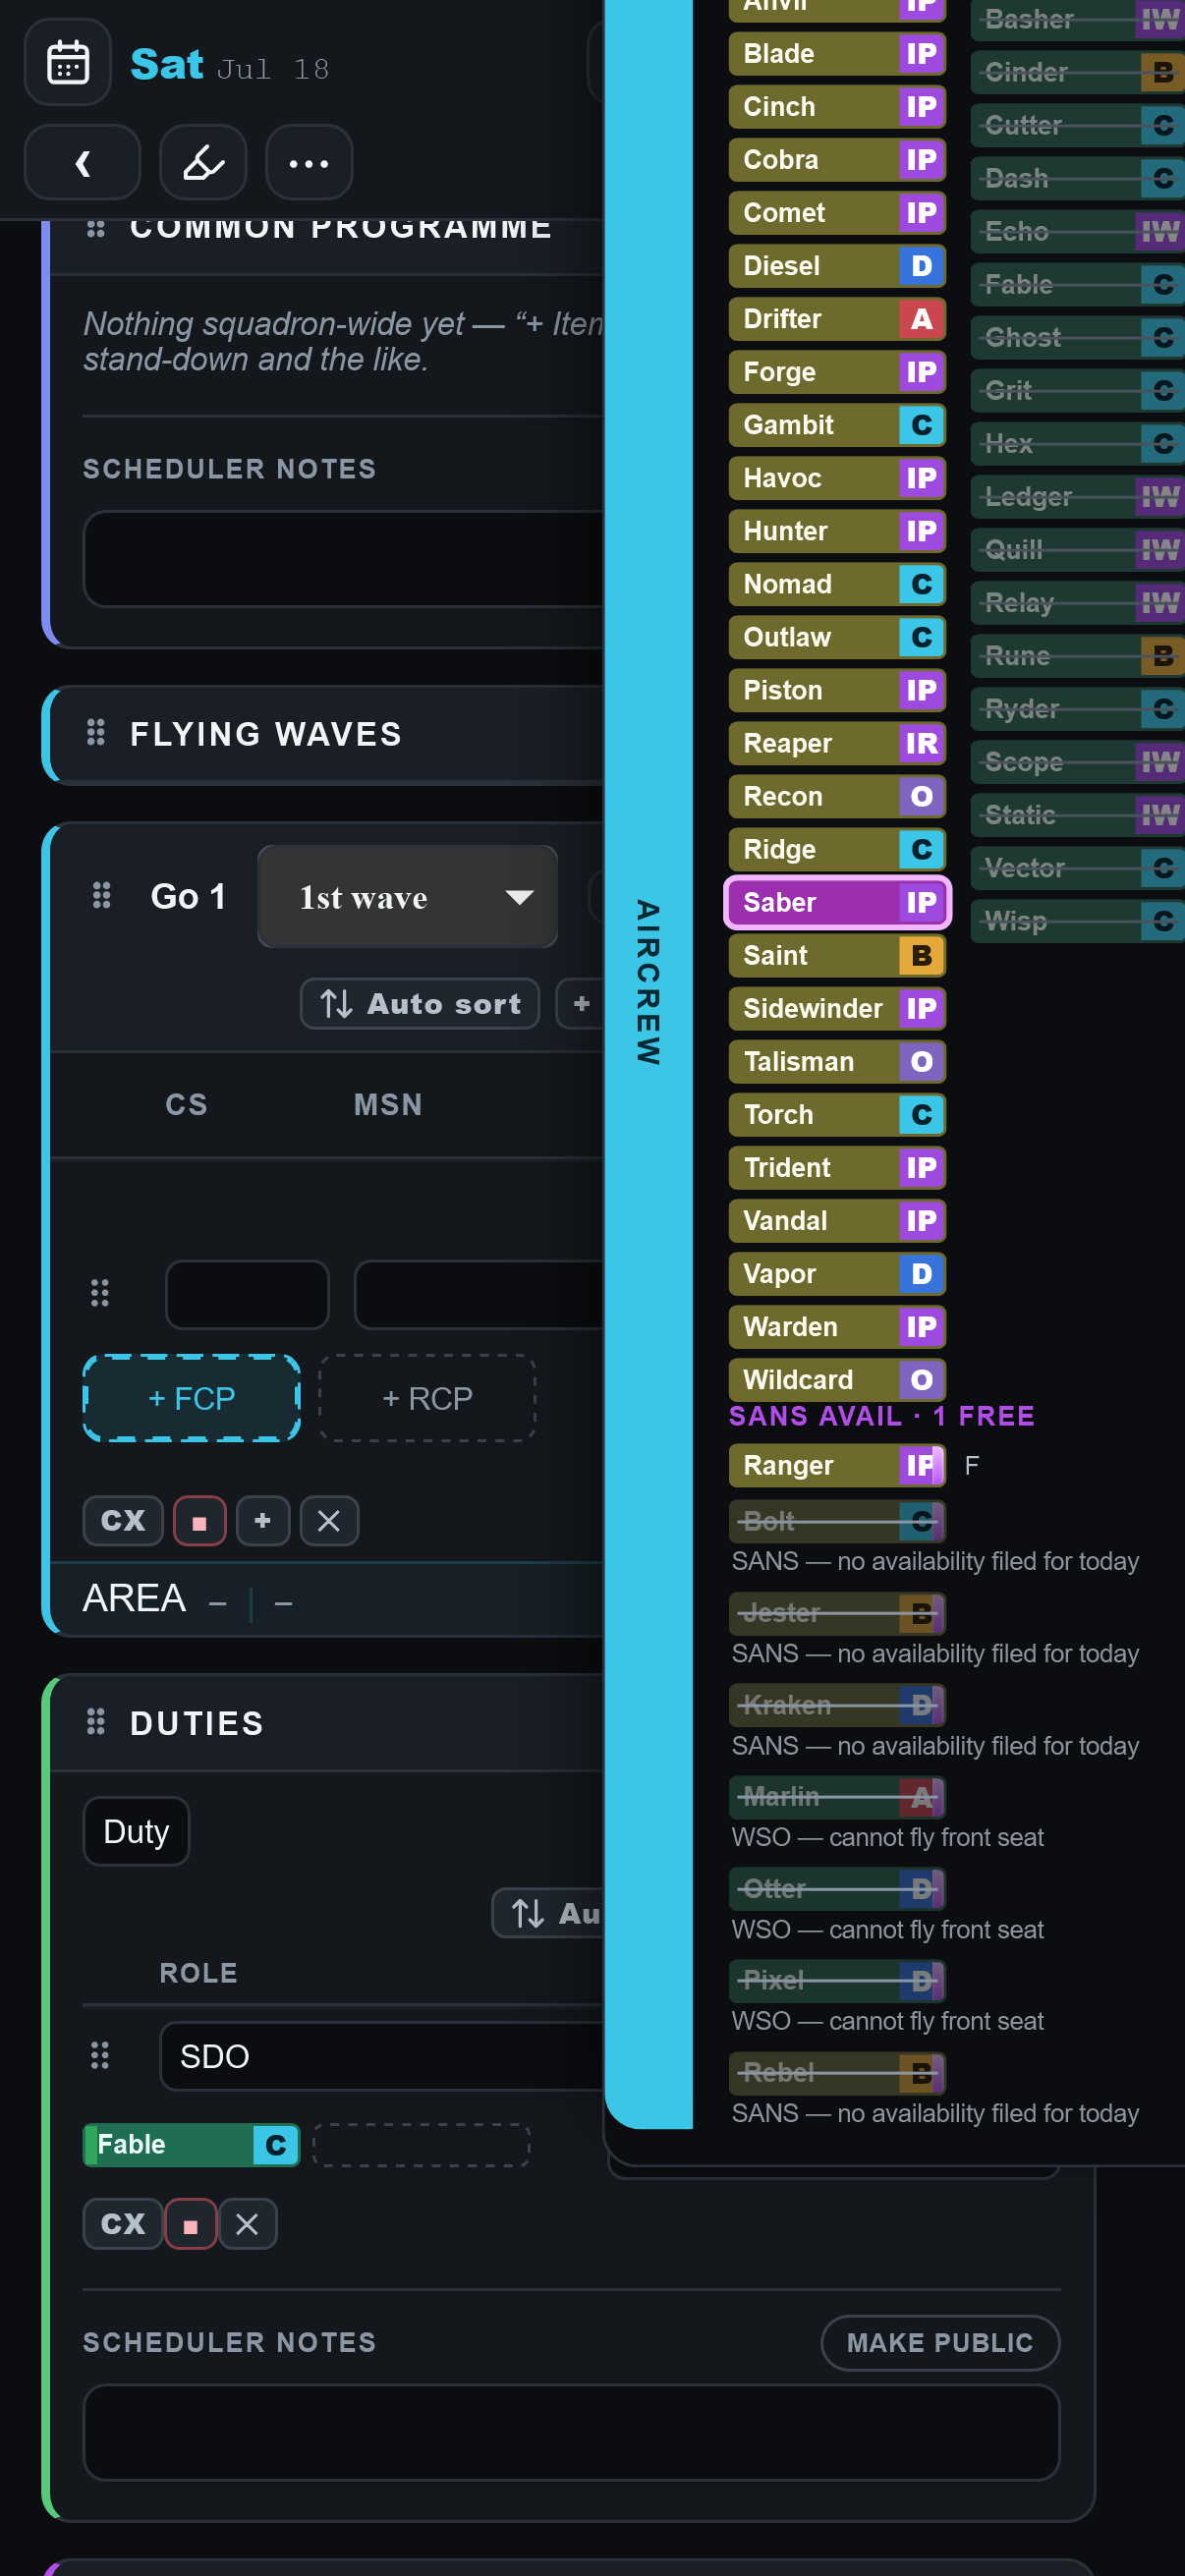 Sat Jul 18
COMMON PROGRAMME
Nothing squadron-wide yet — “+ Iten
stand-down and the like.
SCHEDULER NOTES
FLYING WAVES
Go 1
1st wave
Auto sort
+
CS
MSN
+ FCP
+ RCP
CX
+
AREA – | –
DUTIES
Duty
Au
ROLE
SDO
Fable C
CX
SCHEDULER NOTES
MAKE PUBLIC
AIRCREW
Anvil IP
Blade IP
Cinch IP
Cobra IP
Comet IP
Diesel D
Drifter A
Forge IP
Gambit C
Havoc IP
Hunter IP
Nomad C
Outlaw C
Piston IP
Reaper IR
Recon O
Ridge C
Saber IP
Saint B
Sidewinder IP
Talisman O
Torch C
Trident IP
Vandal IP
Vapor D
Warden IP
Wildcard O
Basher IW
Cinder B
Cutter C
Dash C
Echo IW
Fable C
Ghost C
Grit C
Hex C
Ledger IW
Quill IW
Relay IW
Rune B
Ryder C
Scope IW
Static IW
Vector C
Wisp C
SANS AVAIL · 1 FREE
Ranger IP F
Bolt C
SANS — no availability filed for today
Jester B
SANS — no availability filed for today
Kraken D
SANS — no availability filed for today
Marlin A
WSO — cannot fly front seat
Otter D
WSO — cannot fly front seat
Pixel D
WSO — cannot fly front seat
Rebel B
SANS — no availability filed for today